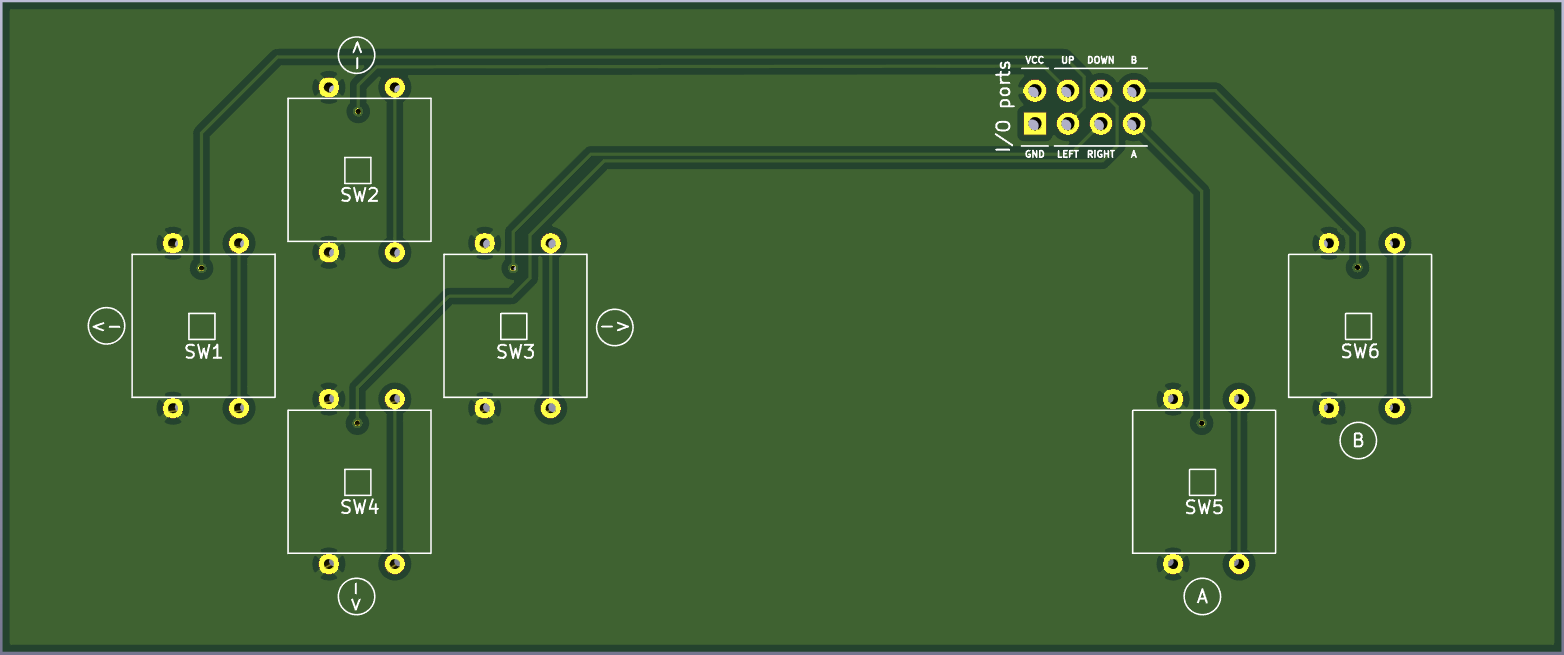 <-
SW1
^-
SW2
SW3
->
-v
SW4
I/O ports
VCC UP DOWN B
GND LEFT RIGHT A
SW5
A
SW6
B